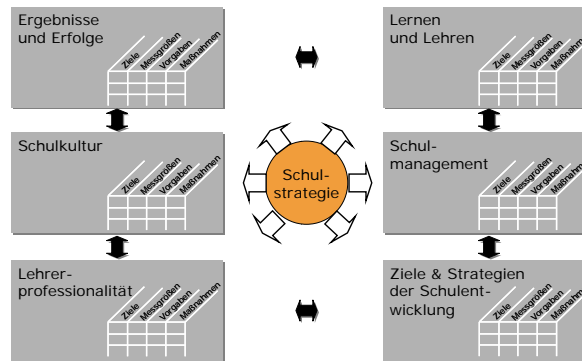 Ergebnisse
und Erfolge
Ziele
Messgrößen
Vorgaben
Maßnahmen
Lernen
und Lehren
Ziele
Messgrößen
Vorgaben
Maßnahmen
Schulkultur
Ziele
Messgrößen
Vorgaben
Maßnahmen
Schul-
strategie
Schul-
management
Ziele
Messgrößen
Vorgaben
Maßnahmen
Lehrer-
professionalität
Ziele
Messgrößen
Vorgaben
Maßnahmen
Ziele & Strategien
der Schulent-
wicklung
Ziele
Messgrößen
Vorgaben
Maßnahmen